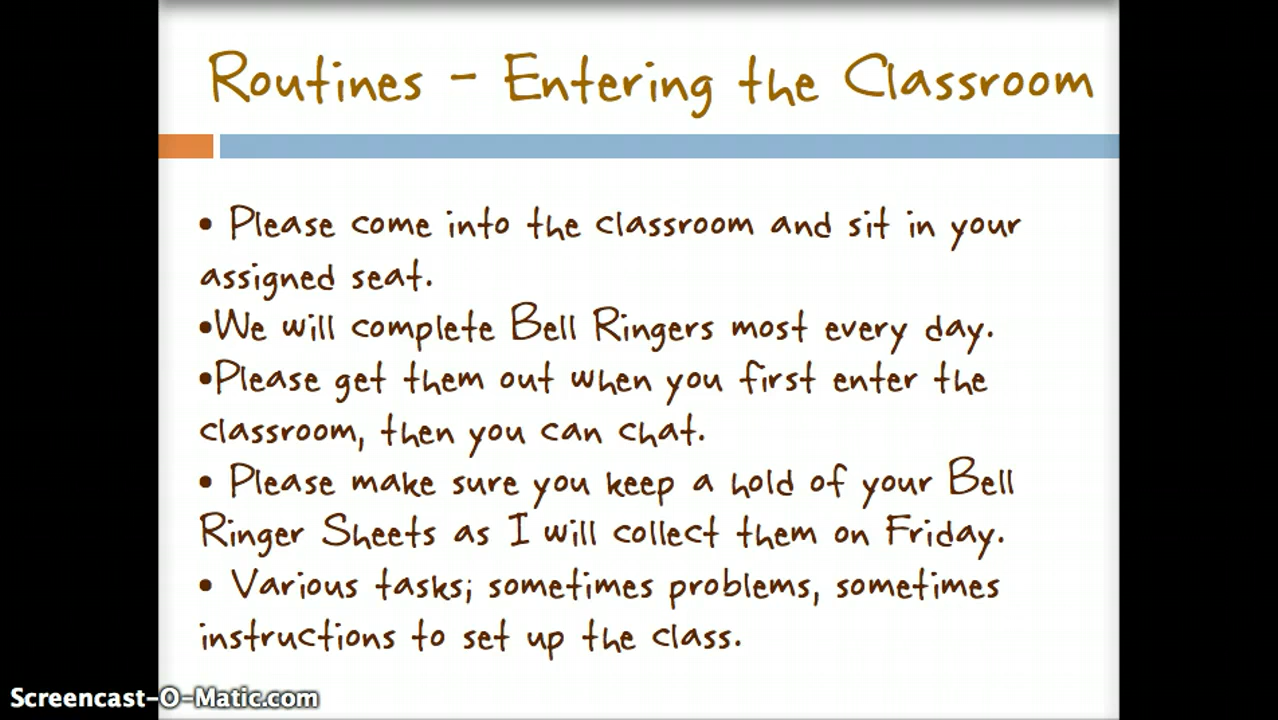 Routines - Entering the Classroom
• Please come into the classroom and sit in your
assigned seat.
•We will complete Bell Ringers most every day.
•Please get them out when you first enter the
classroom, then you can chat.
• Please make sure you keep a hold of your Bell
Ringer Sheets as I will collect them on Friday.
• Various tasks; sometimes problems, sometimes
instructions to set up the class.
Screencast-O-Matic.com